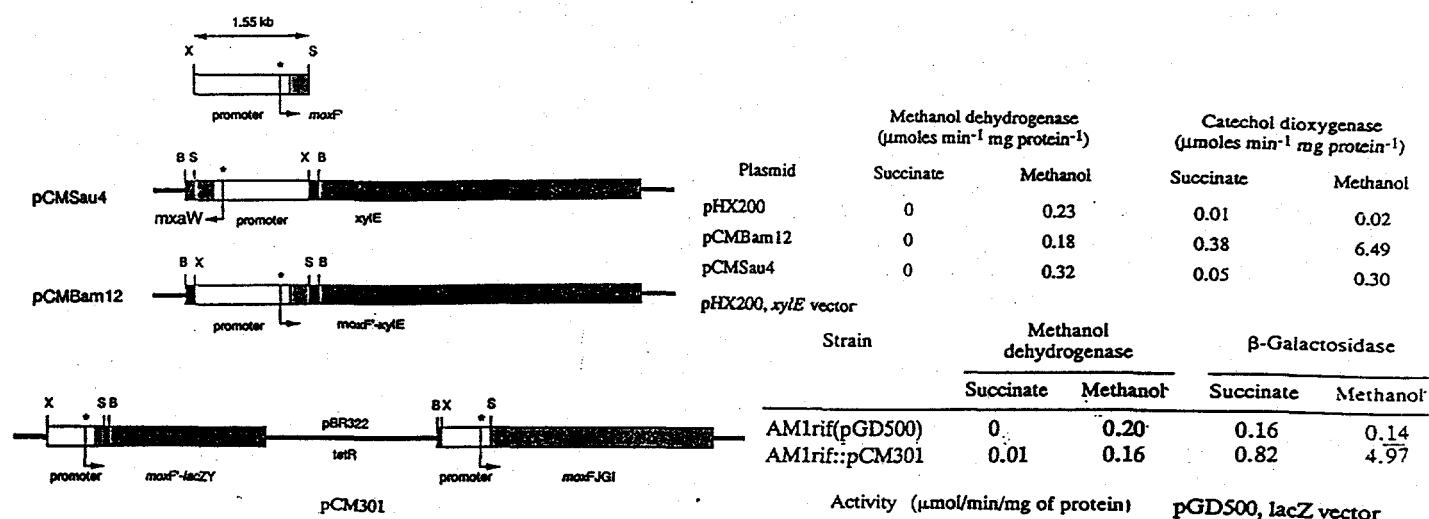 1.55 kb
X S
*
promoter moxF'
B S * X B
pCMSau4
mxaW promoter xylE
B X * S B
pCMBam12
promoter moxF'-xylE
X * S B pBR322 B X * S
tetR
promoter moxF'-lacZY promoter moxFJGI
pCM301
Methanol dehydrogenase Catechol dioxygenase
(µmoles min-1 mg protein-1) (µmoles min-1 mg protein-1)
Plasmid Succinate Methanol Succinate Methanol
pHX200 0 0.23 0.01 0.02
pCMBam12 0 0.18 0.38 6.49
pCMSau4 0 0.32 0.05 0.30
pHX200, xylE vector
Strain Methanol dehydrogenase β-Galactosidase
Succinate Methanol Succinate Methanol
AM1rif(pGD500) 0 0.20 0.16 0.14
AM1rif::pCM301 0.01 0.16 0.82 4.97
Activity (µmol/min/mg of protein) pGD500, lacZ vector